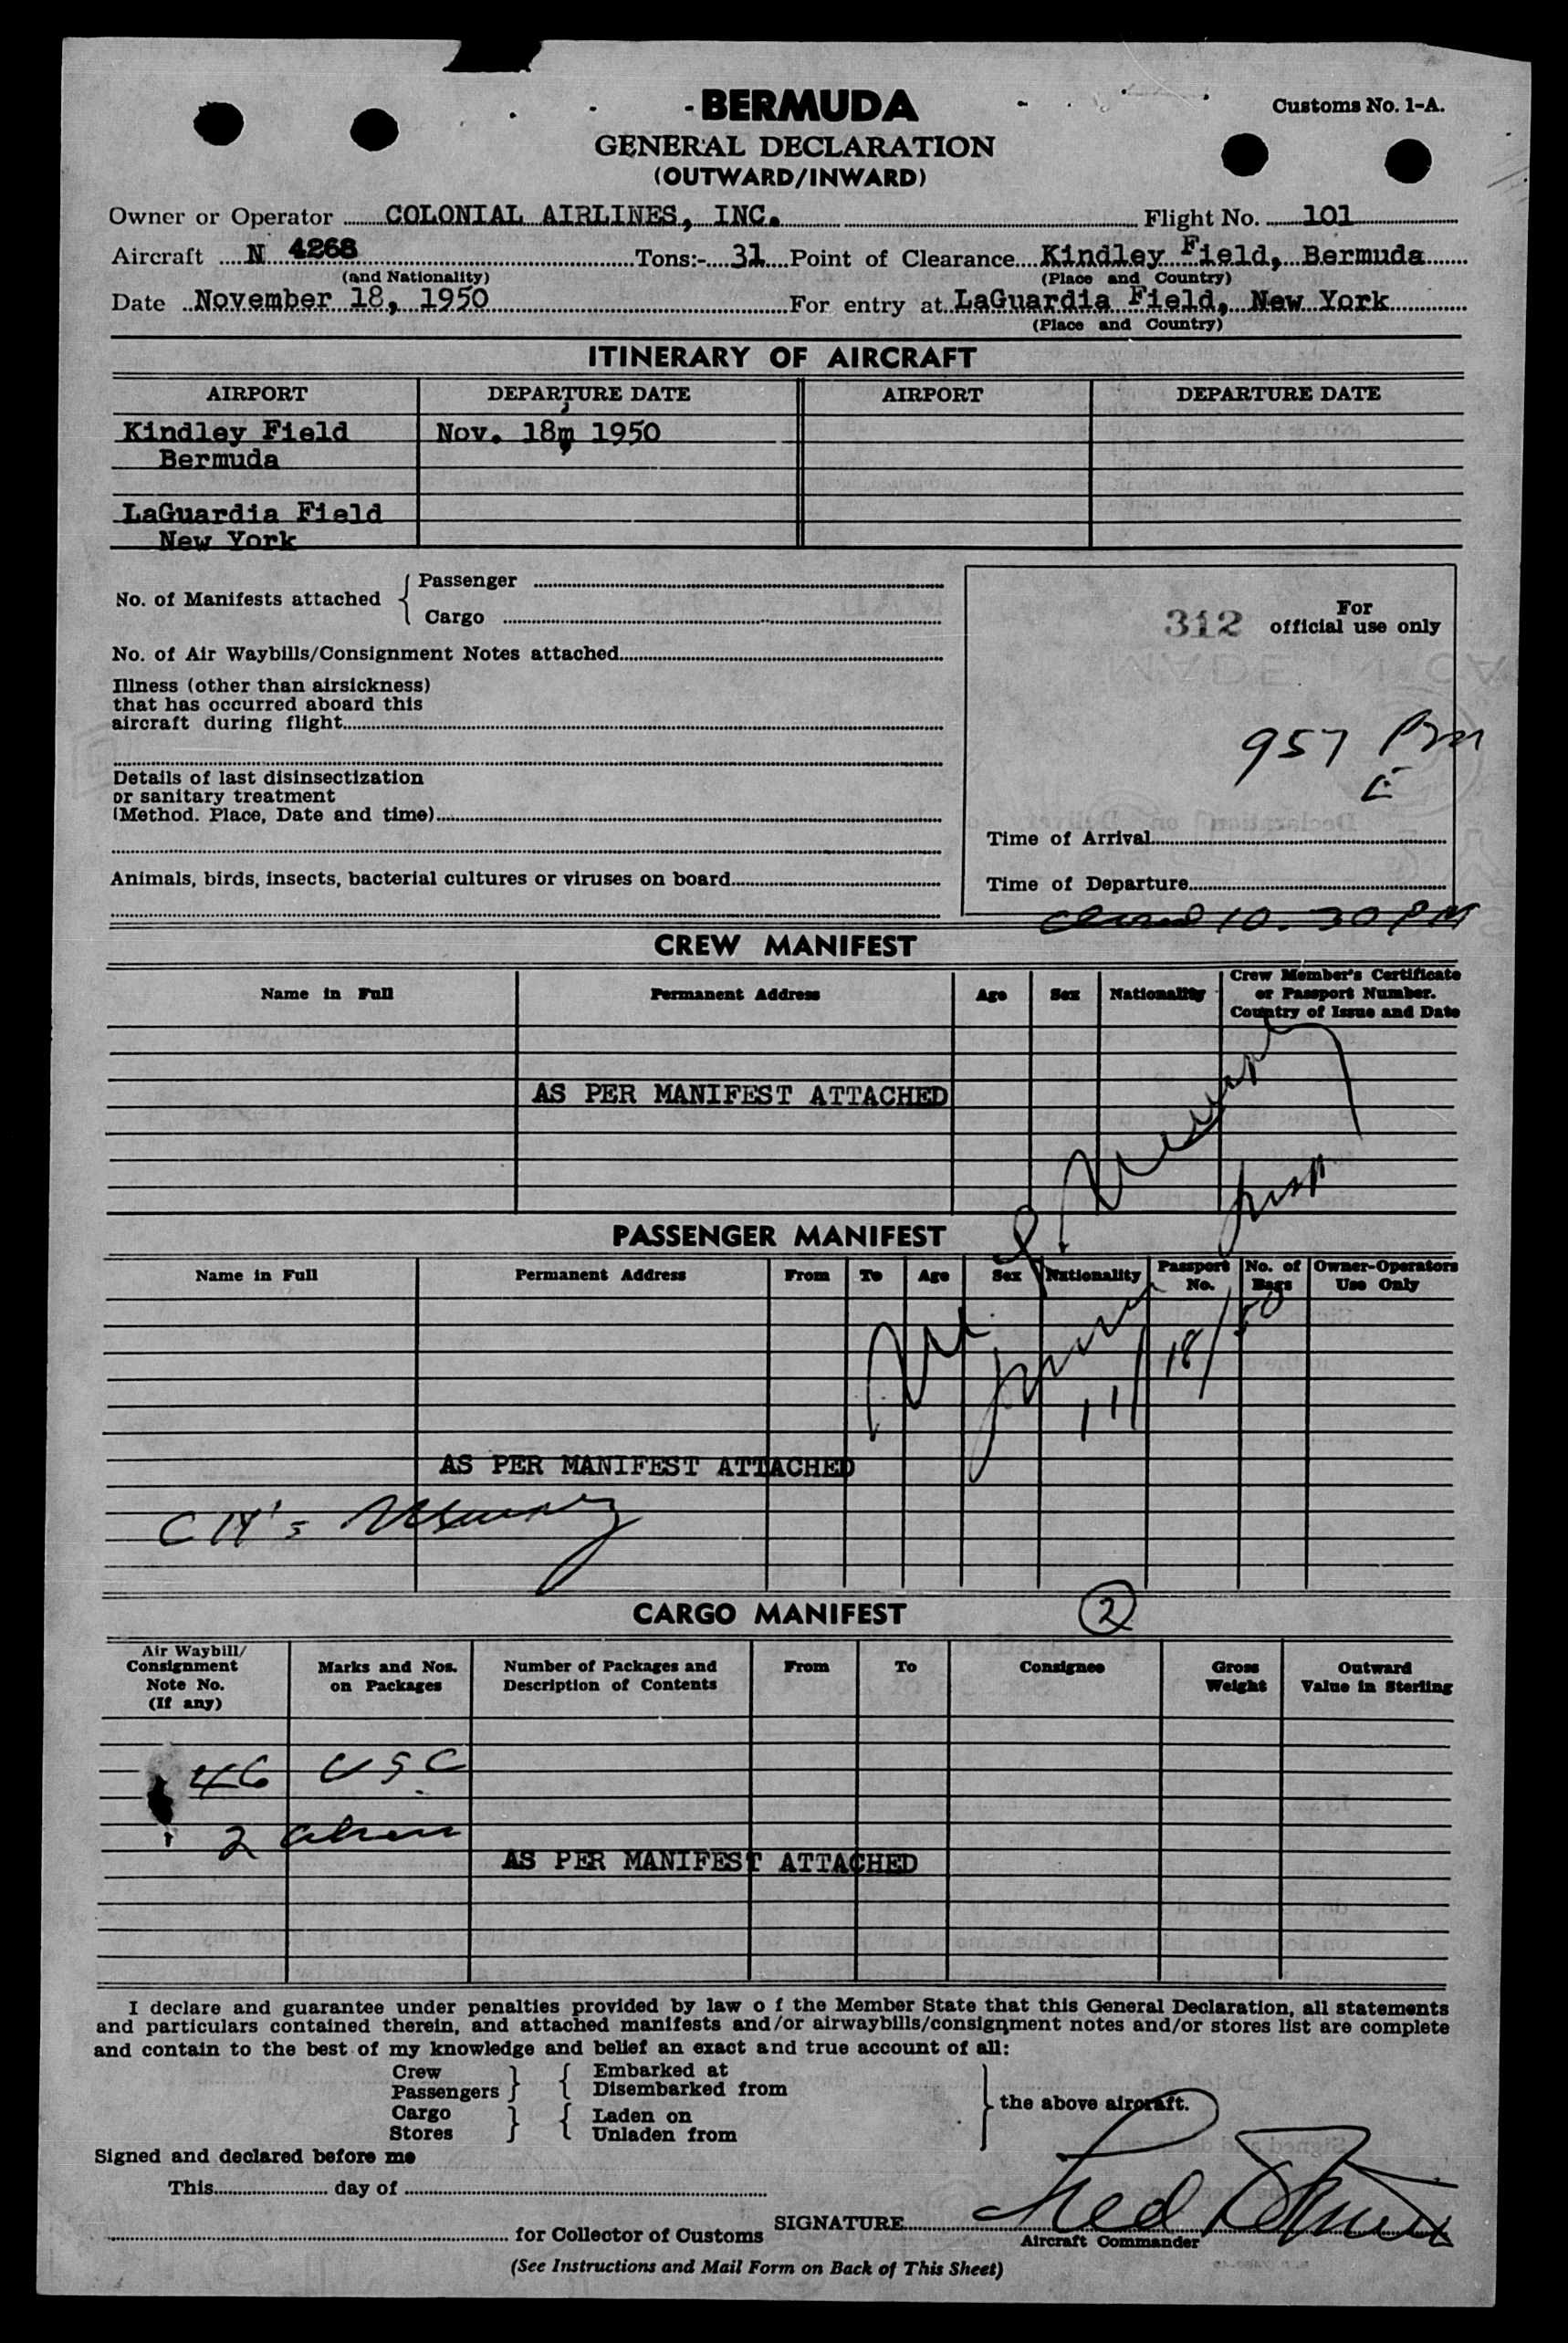 BERMUDA
Customs No. 1-A.
GENERAL DECLARATION
(OUTWARD/INWARD)
Owner or Operator COLONIAL AIRLINES, INC. Flight No. 101
Aircraft N 4268 Tons:- 31 Point of Clearance Kindley Field, Bermuda
(and Nationality) (Place and Country)
Date November 18, 1950 For entry at LaGuardia Field, New York
(Place and Country)
ITINERARY OF AIRCRAFT
AIRPORT DEPARTURE DATE AIRPORT DEPARTURE DATE
Kindley Field Nov. 18, 1950
Bermuda
LaGuardia Field
New York
No. of Manifests attached { Passenger
Cargo
312 For official use only
No. of Air Waybills/Consignment Notes attached
MADE IN CA
Illness (other than airsickness)
that has occurred aboard this
aircraft during flight
957 Pm
E
Details of last disinsectization
or sanitary treatment
(Method. Place, Date and time)
Time of Arrival
Animals, birds, insects, bacterial cultures or viruses on board
Time of Departure
10.30 PM
CREW MANIFEST
Name in Full Permanent Address Age Sex Nationality Crew Member's Certificate or Passport Number. Country of Issue and Date
AS PER MANIFEST ATTACHED
PASSENGER MANIFEST
Name in Full Permanent Address From To Age Sex Nationality Passport No. No. of Bags Owner-Operators Use Only
11/18/50
AS PER MANIFEST ATTACHED
CARGO MANIFEST 2
Air Waybill/ Consignment Note No. (If any) Marks and Nos. on Packages Number of Packages and Description of Contents From To Consignee Gross Weight Outward Value in Sterling
46 USC
2 alien
AS PER MANIFEST ATTACHED
I declare and guarantee under penalties provided by law o f the Member State that this General Declaration, all statements
and particulars contained therein, and attached manifests and/or airwaybills/consignment notes and/or stores list are complete
and contain to the best of my knowledge and belief an exact and true account of all:
Crew } { Embarked at
Passengers } { Disembarked from } the above aircraft.
Cargo } { Laden on
Stores } { Unladen from
Signed and declared before me
This day of
for Collector of Customs SIGNATURE Fred
Aircraft Commander
(See Instructions and Mail Form on Back of This Sheet)